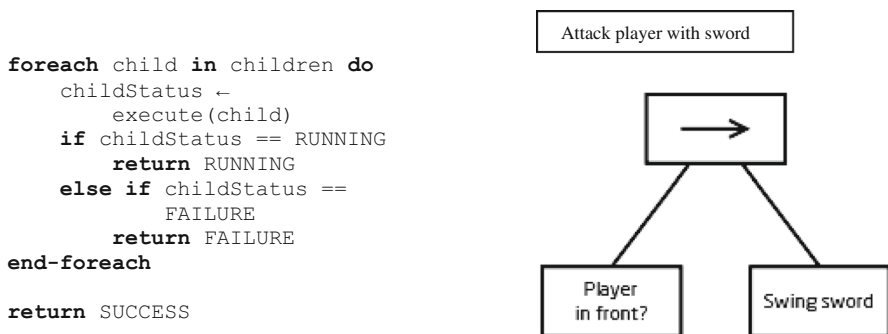 foreach child in children do
childStatus ←
execute(child)
if childStatus == RUNNING
return RUNNING
else if childStatus ==
FAILURE
return FAILURE
end-foreach
return SUCCESS
Attack player with sword
Player
in front?
Swing sword